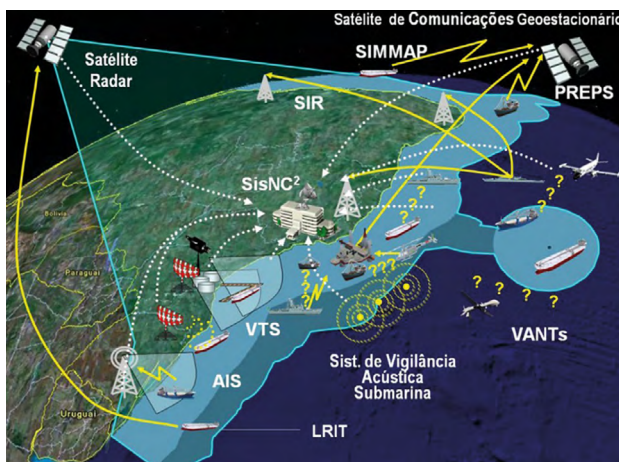 Satélite de Comunicações Geoestacionário
SIMMAP
Satélite
Radar
SIR
PREPS
SisNC²
Bolívia
Paraguai
? ?
? ?
? ?
? ? ?
? ?
? ? ? ?
VTS
VANTs
Sist. de Vigilância
Acústica
Submarina
AIS
Uruguai
LRIT